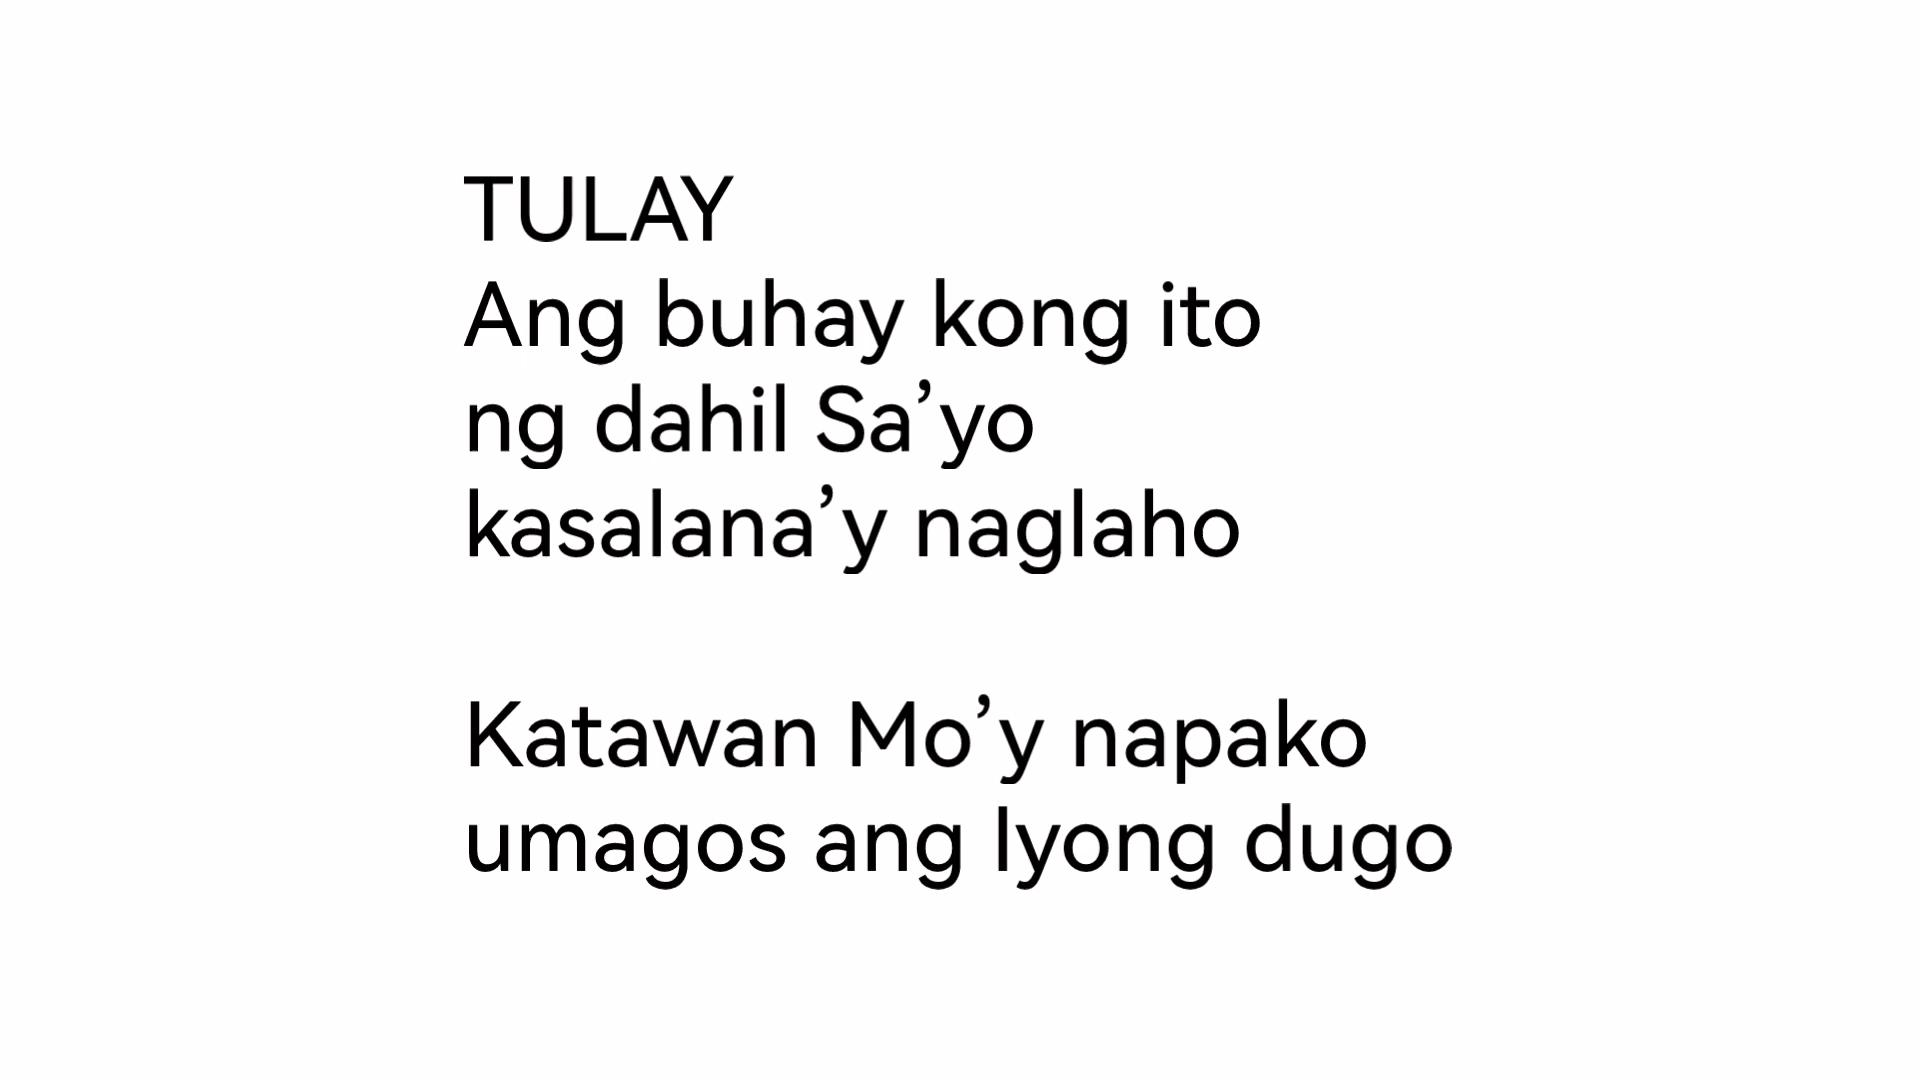 TULAY
Ang buhay kong ito
ng dahil Sa’yo
kasalana’y naglaho
Katawan Mo’y napako
umagos ang Iyong dugo